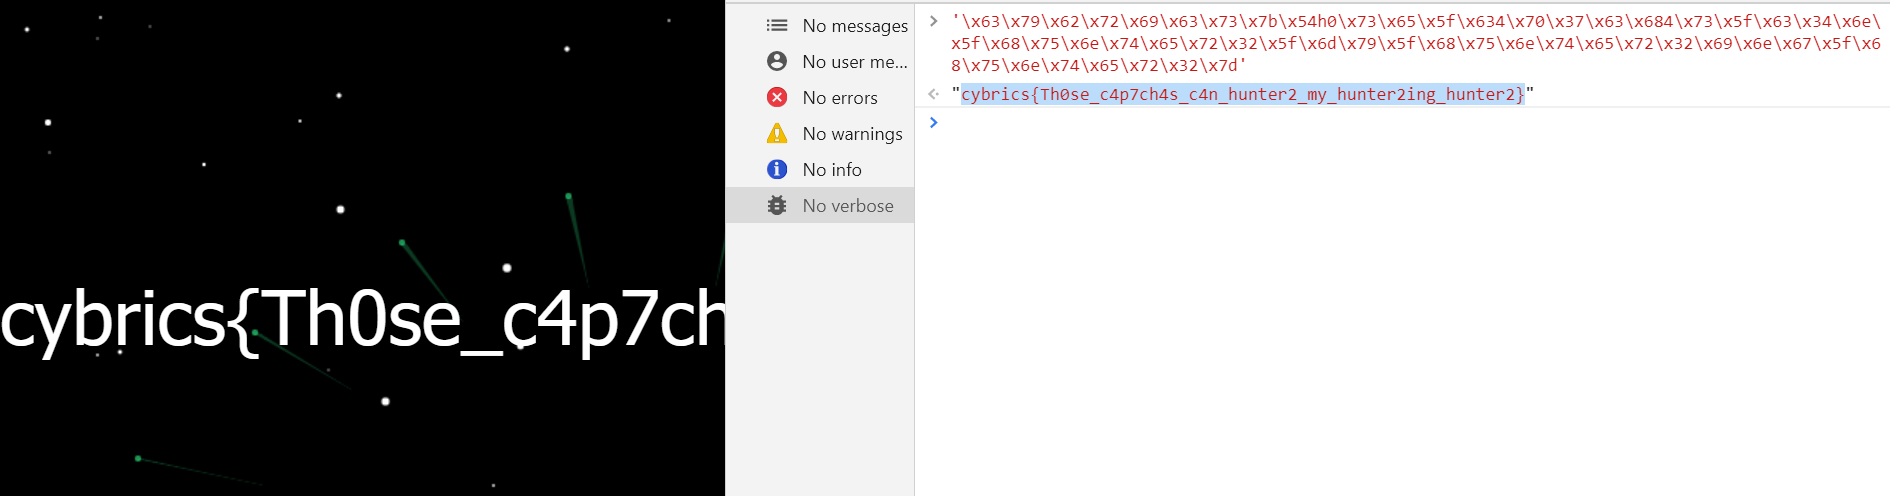 cybrics{Th0se_c4p7ch
No messages
No user me...
No errors
No warnings
No info
No verbose
'\x63\x79\x62\x72\x69\x63\x73\x7b\x54h0\x73\x65\x5f\x634\x70\x37\x63\x684\x73\x5f\x63\x34\x6e\
x5f\x68\x75\x6e\x74\x65\x72\x32\x5f\x6d\x79\x5f\x68\x75\x6e\x74\x65\x72\x32\x69\x6e\x67\x5f\x6
8\x75\x6e\x74\x65\x72\x32\x7d'
"cybrics{Th0se_c4p7ch4s_c4n_hunter2_my_hunter2ing_hunter2}"